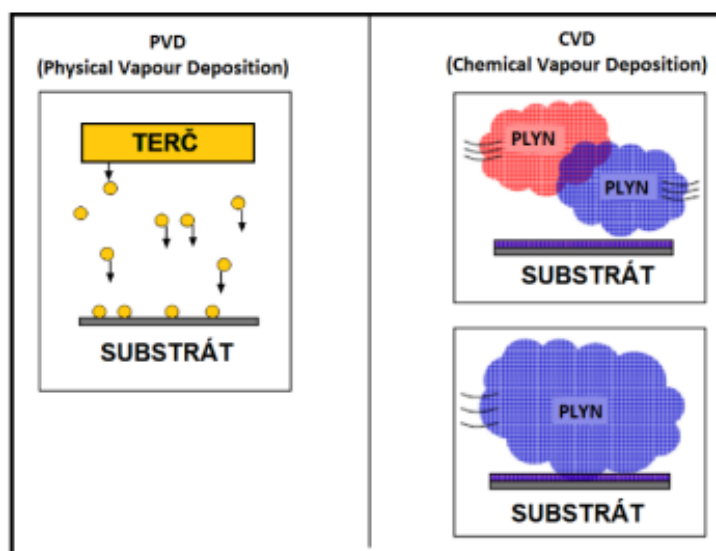 PVD
(Physical Vapour Deposition)
TERČ
SUBSTRÁT
CVD
(Chemical Vapour Deposition)
PLYN
PLYN
SUBSTRÁT
PLYN
SUBSTRÁT